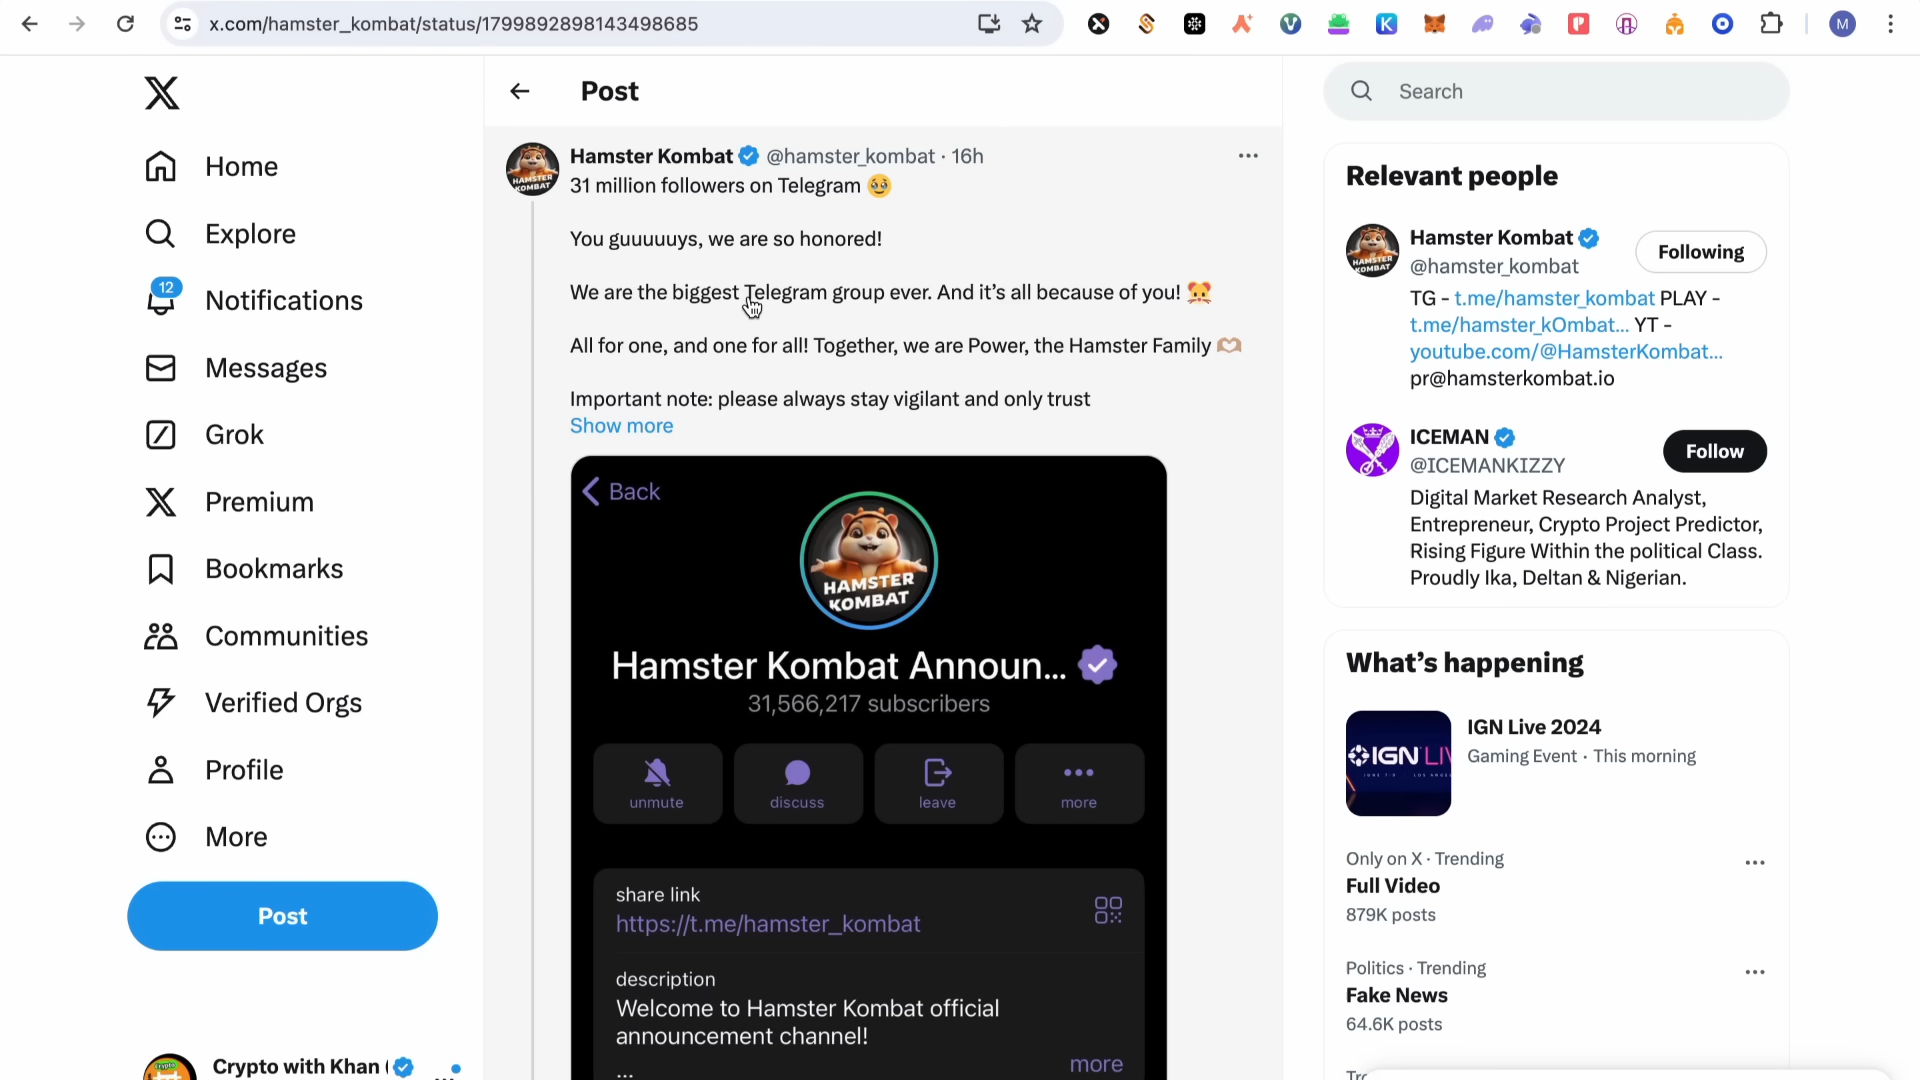 x.com/hamster_kombat/status/1799892898143498685
M
Home
Explore
12
Notifications
Messages
Grok
Premium
Bookmarks
Communities
Verified Orgs
Profile
More
Post
Crypto with Khan (
Post
Hamster Kombat @hamster_kombat · 16h
31 million followers on Telegram 🥹
You guuuuuys, we are so honored!
We are the biggest Telegram group ever. And it's all because of you! 🐹
All for one, and one for all! Together, we are Power, the Hamster Family 🫶🏼
Important note: please always stay vigilant and only trust
Show more
Back
HAMSTER
KOMBAT
Hamster Kombat Announ...
31,566,217 subscribers
unmute
discuss
leave
more
share link
https://t.me/hamster_kombat
description
Welcome to Hamster Kombat official
announcement channel!
...
more
Search
Relevant people
Hamster Kombat
@hamster_kombat
Following
TG - t.me/hamster_kombat PLAY -
t.me/hamster_kOmbat... YT -
youtube.com/@HamsterKombat...
pr@hamsterkombat.io
ICEMAN
@ICEMANKIZZY
Follow
Digital Market Research Analyst,
Entrepreneur, Crypto Project Predictor,
Rising Figure Within the political Class.
Proudly Ika, Deltan & Nigerian.
What's happening
IGN LIV
IGN Live 2024
Gaming Event · This morning
Only on X · Trending
Full Video
879K posts
Politics · Trending
Fake News
64.6K posts